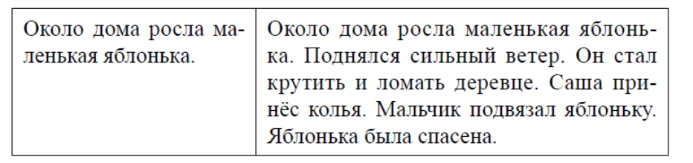 Около дома росла ма-
ленькая яблонька.
Около дома росла маленькая яблонь-
ка. Поднялся сильный ветер. Он стал
крутить и ломать деревце. Саша при-
нёс колья. Мальчик подвязал яблоньку.
Яблонька была спасена.